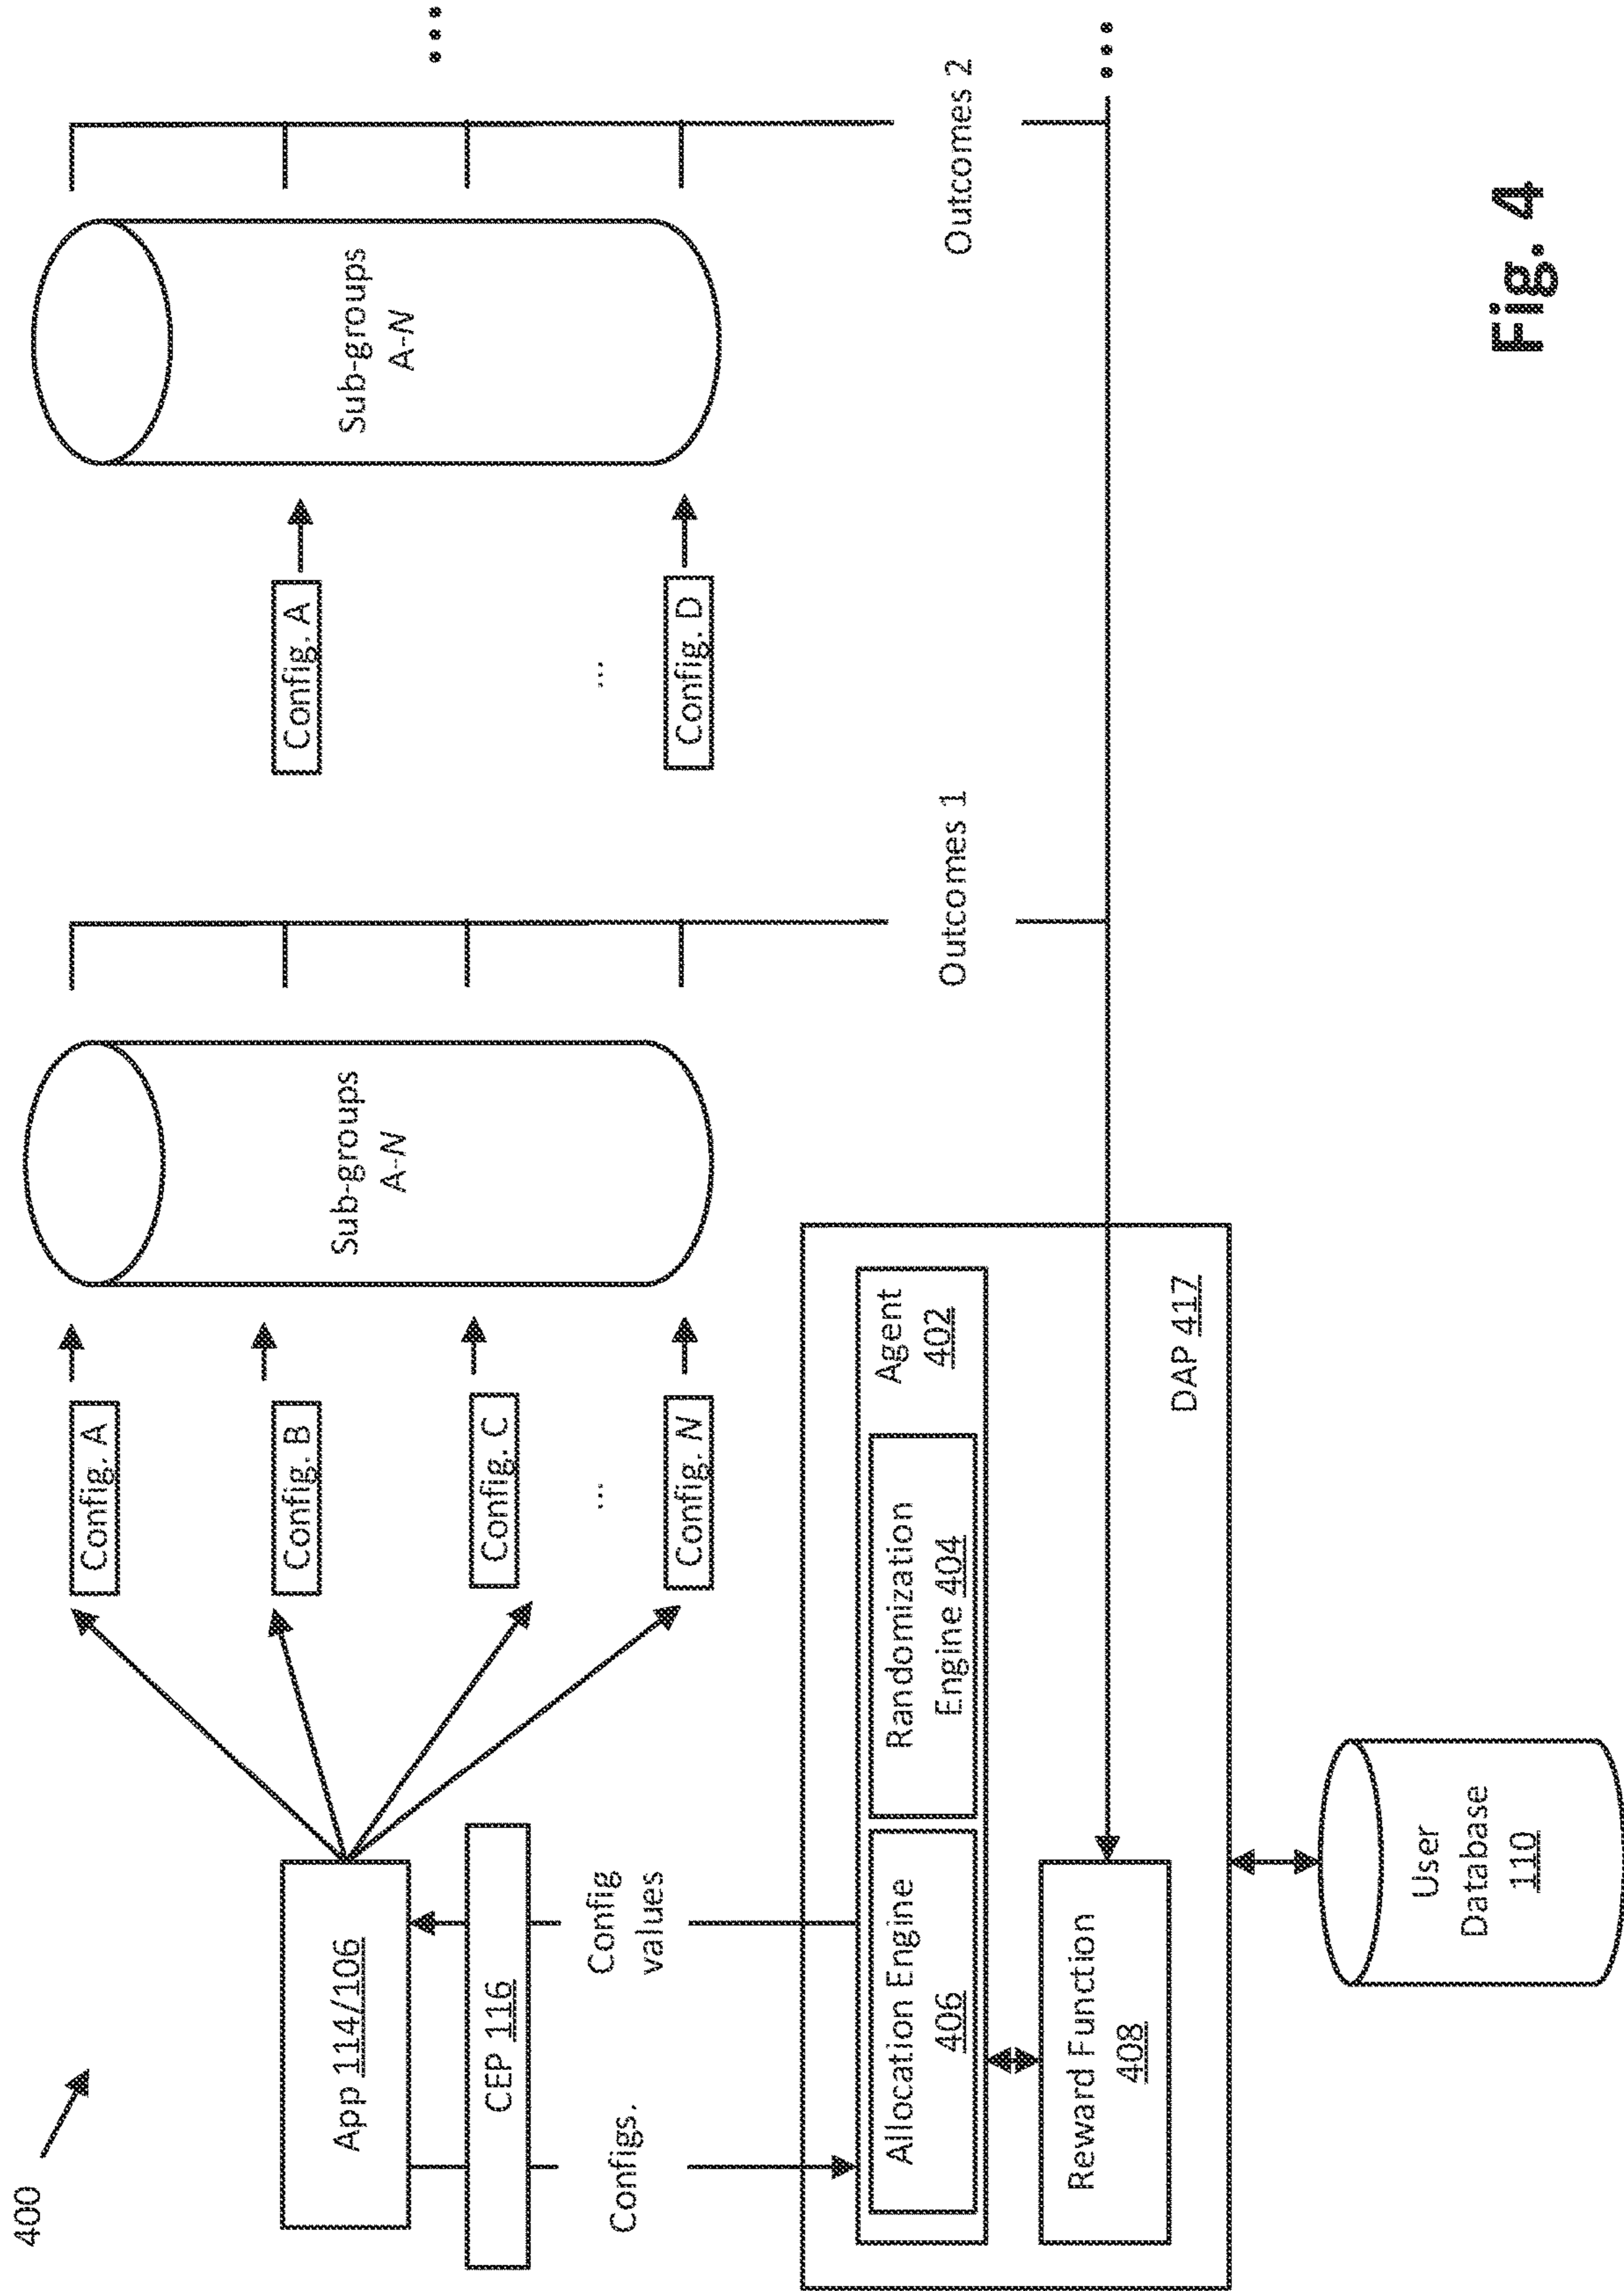 400
App 114/106
CEP 116
Configs.
Config
values
Config. A
Config. B
Config. C
...
Config. N
Sub-groups
A-N
Outcomes 1
Config. A
...
Config. D
Sub-groups
A-N
Outcomes 2
...
...
Allocation Engine
406
Randomization
Engine 404
Agent
402
Reward Function
408
DAP 417
User
Database
110
Fig. 4